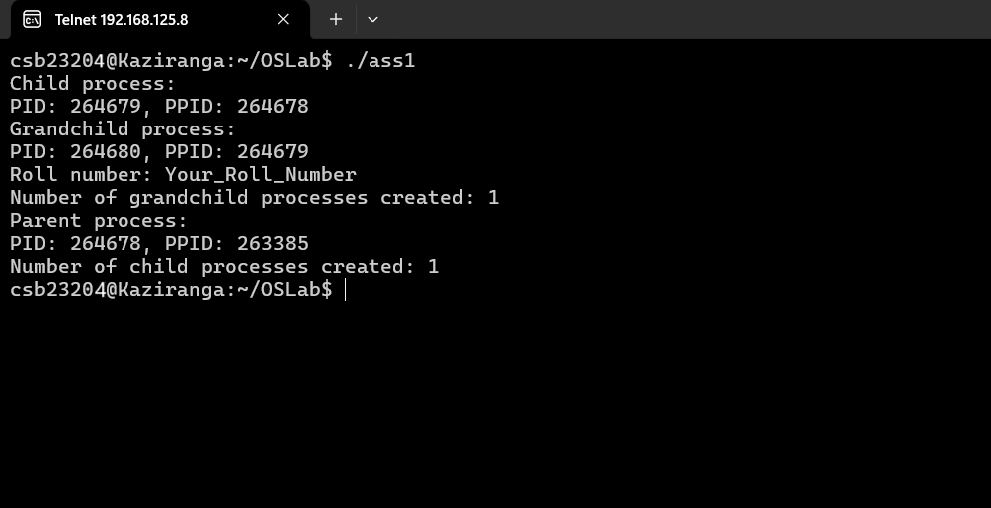 Telnet 192.168.125.8
csb23204@Kaziranga:~/OSLab$ ./ass1
Child process:
PID: 264679, PPID: 264678
Grandchild process:
PID: 264680, PPID: 264679
Roll number: Your_Roll_Number
Number of grandchild processes created: 1
Parent process:
PID: 264678, PPID: 263385
Number of child processes created: 1
csb23204@Kaziranga:~/OSLab$